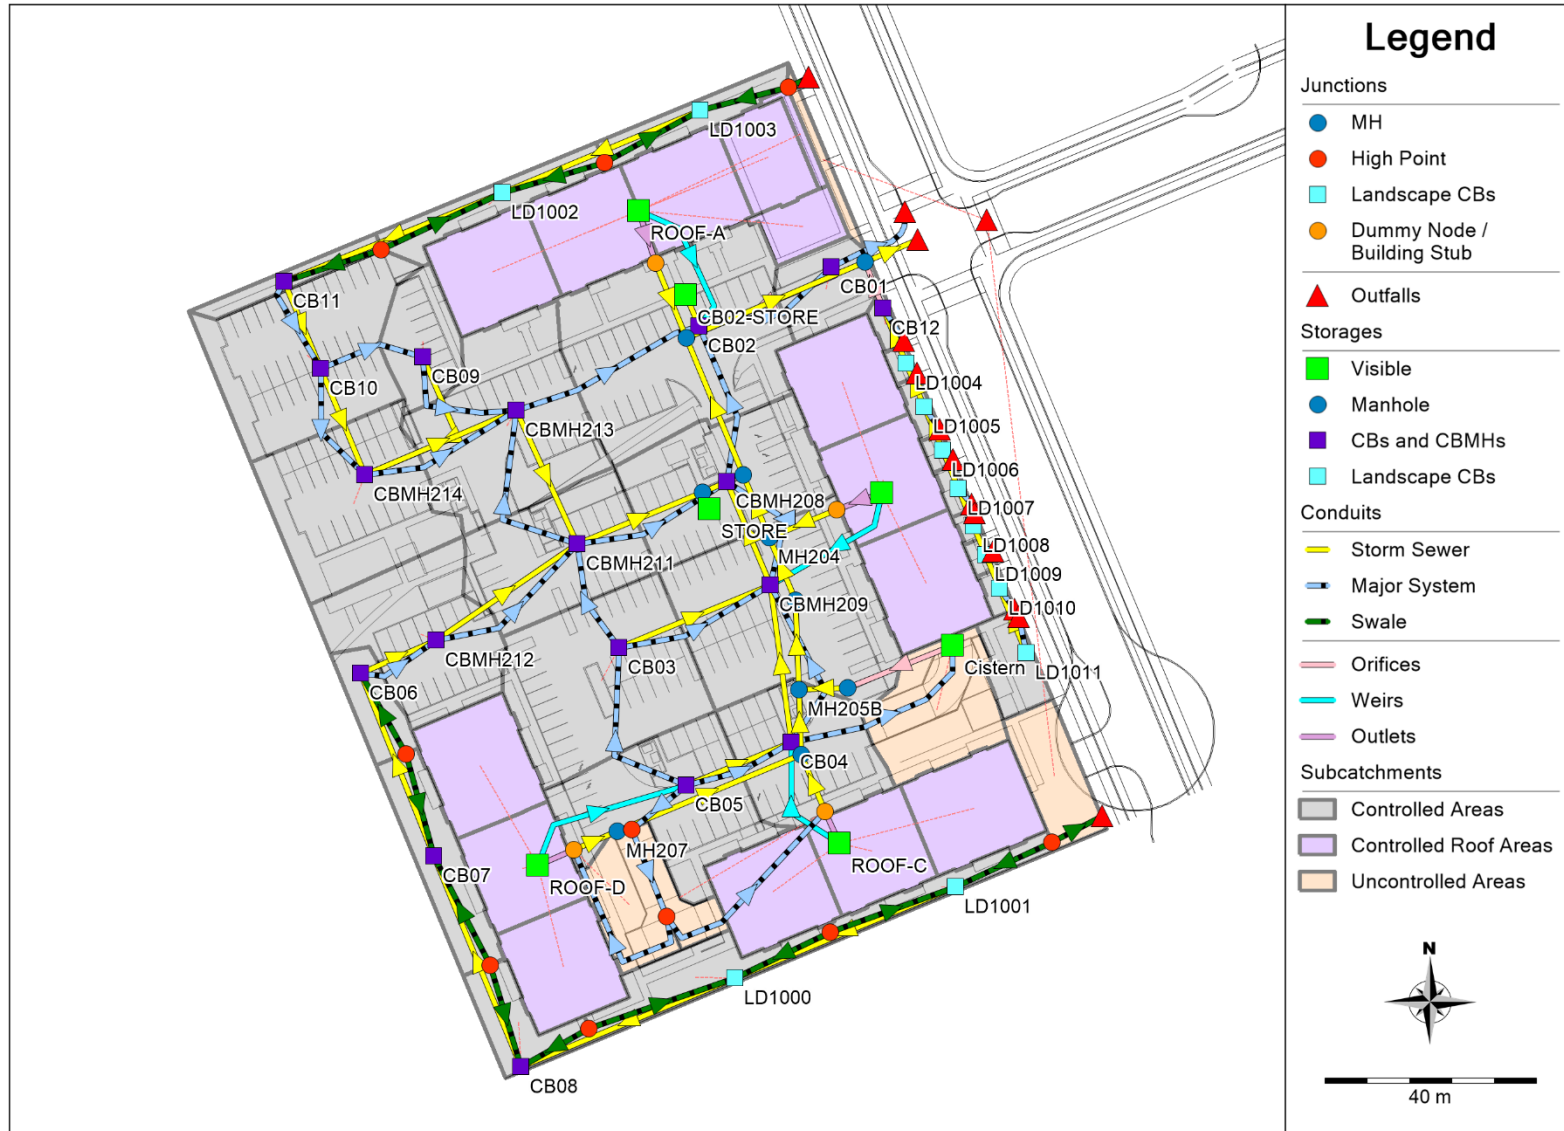 LD1003
LD1002
ROOF-A
CB01
CB11
CB02-STORE
CB12
CB02
CB10
CB09
LD1004
CBMH213
LD1005
LD1006
CBMH214
CBMH208
LD1007
STORE
LD1008
CBMH211
MH204
LD1009
CBMH209
LD1010
CBMH212
CB03
Cistern
LD1011
CB06
MH205B
CB04
CB05
MH207
CB07
ROOF-D
ROOF-C
LD1001
LD1000
CB08
Legend
Junctions
MH
High Point
Landscape CBs
Dummy Node /
Building Stub
Outfalls
Storages
Visible
Manhole
CBs and CBMHs
Landscape CBs
Conduits
Storm Sewer
Major System
Swale
Orifices
Weirs
Outlets
Subcatchments
Controlled Areas
Controlled Roof Areas
Uncontrolled Areas
N
40 m